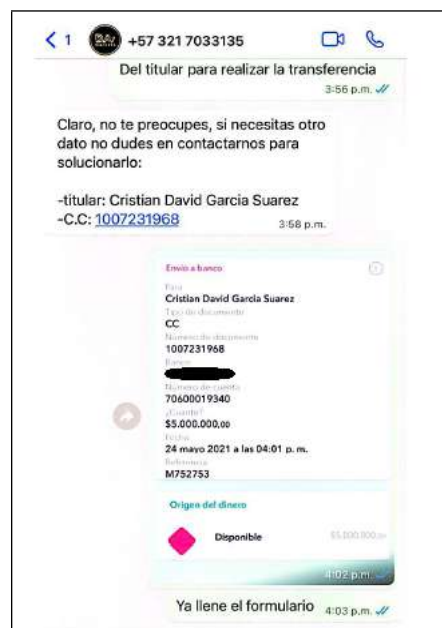 1
+57 321 7033135
Del titular para realizar la transferencia
3:56 p.m.
Claro, no te preocupes, si necesitas otro
dato no dudes en contactarnos para
solucionarlo:
-titular: Cristian David Garcia Suarez
-C.C: 1007231968
3:58 p.m.
Envío a banco
Para
Cristian David Garcia Suarez
Tipo de documento
CC
Número de documento
1007231968
Banco
Número de cuenta
70600019340
¿Cuánto?
$5.000.000,00
Fecha
24 mayo 2021 a las 04:01 p. m.
Referencia
M752753
Origen del dinero
Disponible
$5.000.000,00
4:02 p.m.
Ya llene el formulario
4:03 p.m.